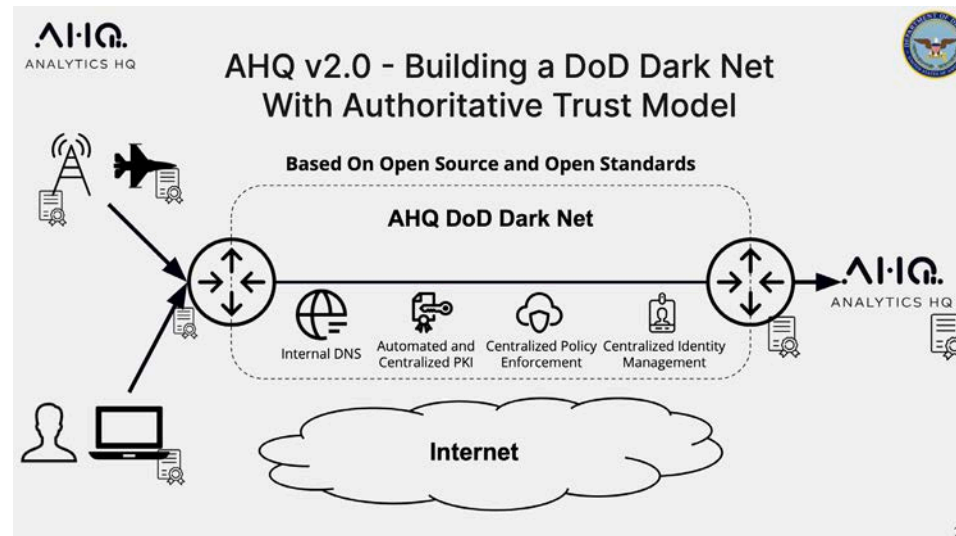 AHQ
ANALYTICS HQ
AHQ v2.0 - Building a DoD Dark Net
With Authoritative Trust Model
Based On Open Source and Open Standards
AHQ DoD Dark Net
Internal DNS
Automated and
Centralized PKI
Centralized Policy
Enforcement
Centralized Identity
Management
AHQ
ANALYTICS HQ
Internet